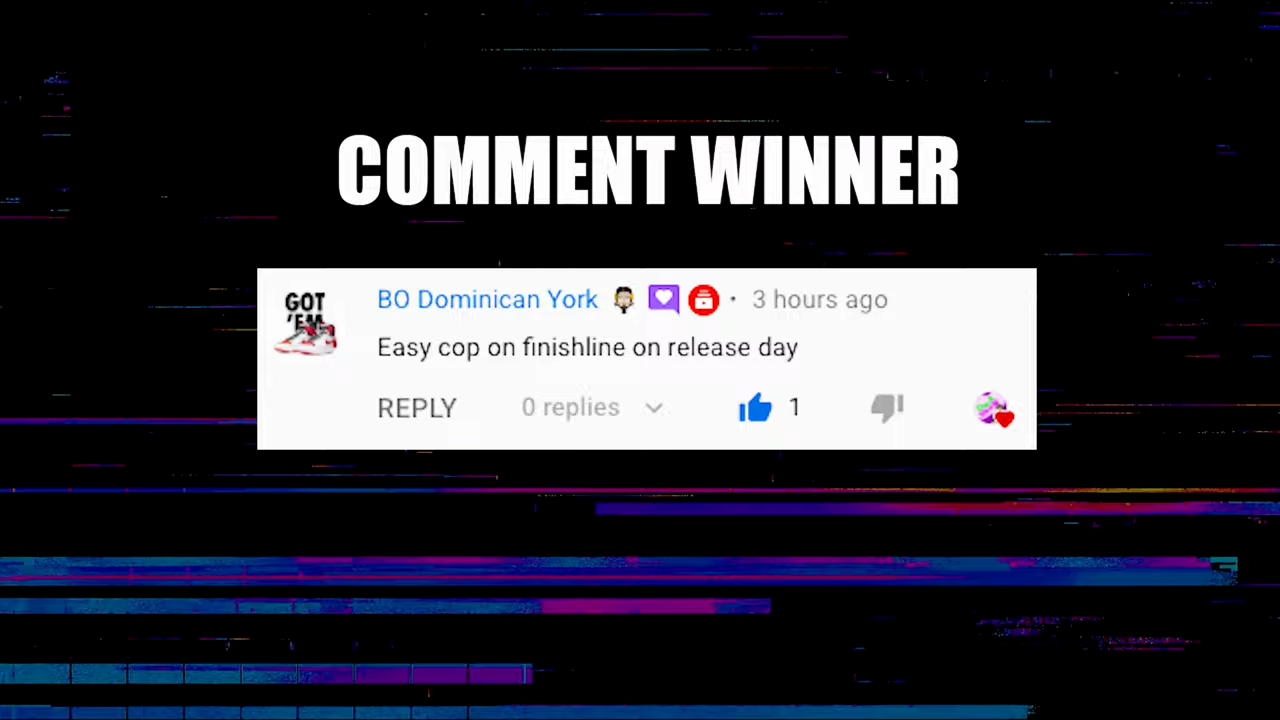 COMMENT WINNER
GOT
'EM
BO Dominican York • 3 hours ago
Easy cop on finishline on release day
REPLY 0 replies 1